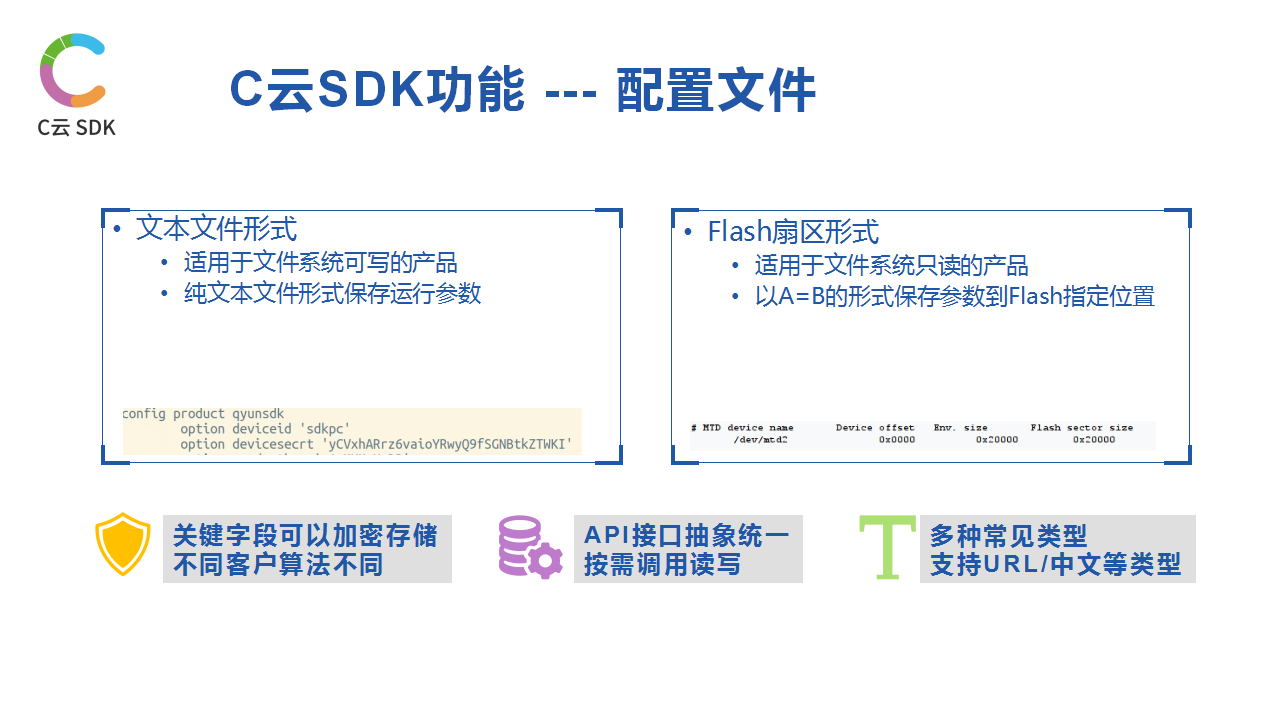 C云 SDK
C云SDK功能 --- 配置文件
• 文本文件形式
• 适用于文件系统可写的产品
• 纯文本文件形式保存运行参数
config product qyunsdk
option deviceid 'sdkpc'
option devicesecrt 'yCVxhARrz6vaioYRwyQ9fSGNBtkZTWKI'
• Flash扇区形式
• 适用于文件系统只读的产品
• 以A=B的形式保存参数到Flash指定位置
# MTD device name Device offset Env. size Flash sector size
/dev/mtd2 0x0000 0x20000 0x20000
关键字段可以加密存储
不同客户算法不同
API接口抽象统一
按需调用读写
多种常见类型
支持URL/中文等类型